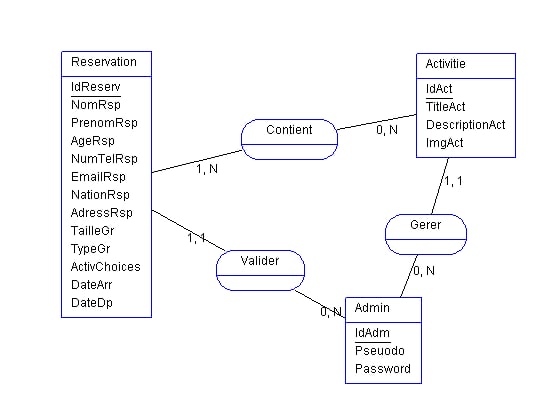 Reservation
IdReserv
NomRsp
PrenomRsp
AgeRsp
NumTelRsp
EmailRsp
NationRsp
AdressRsp
TailleGr
TypeGr
ActivChoices
DateArr
DateDp
Contient
1, N
0, N
Activitie
IdAct
TitleAct
DescriptionAct
ImgAct
1, 1
Gerer
0, N
1, 1
Valider
0, N
Admin
IdAdm
Pseuodo
Password